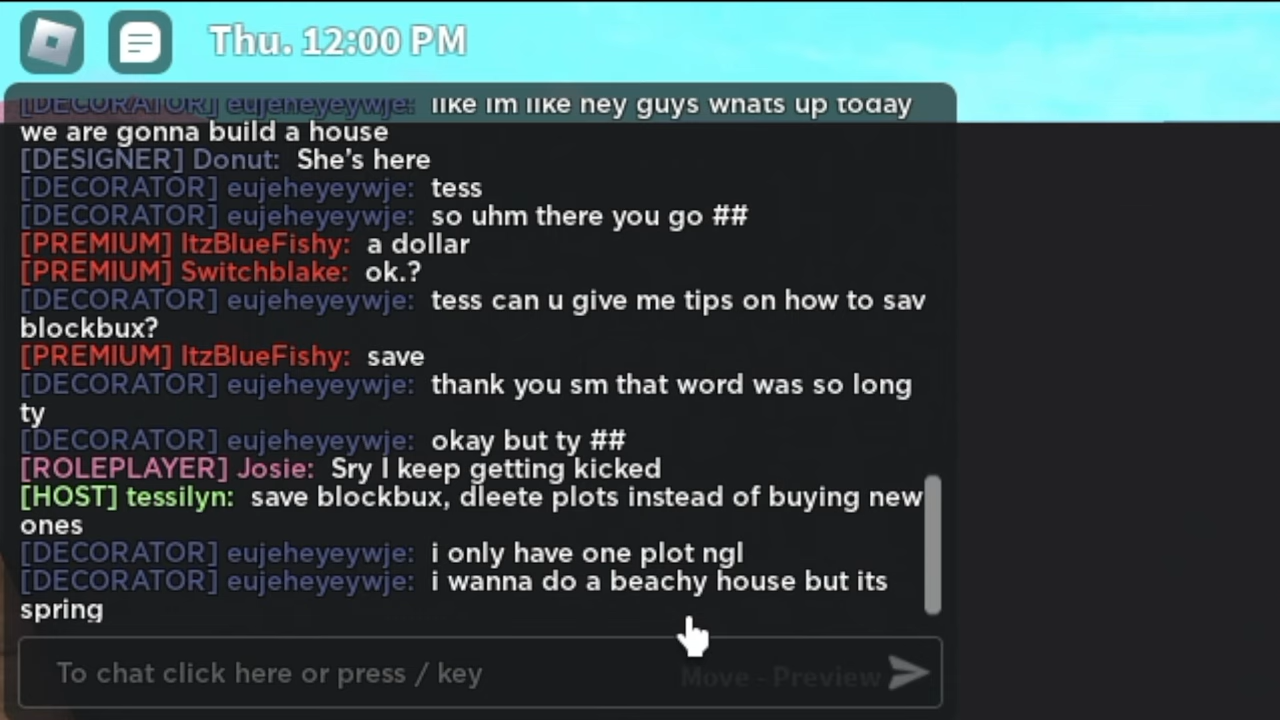 Thu. 12:00 PM
[DECORATOR] eujeheyeywje: like im like hey guys whats up today
we are gonna build a house
[DESIGNER] Donut: She's here
[DECORATOR] eujeheyeywje: tess
[DECORATOR] eujeheyeywje: so uhm there you go ##
[PREMIUM] ItzBlueFishy: a dollar
[PREMIUM] Switchblake: ok.?
[DECORATOR] eujeheyeywje: tess can u give me tips on how to sav
blockbux?
[PREMIUM] ItzBlueFishy: save
[DECORATOR] eujeheyeywje: thank you sm that word was so long
ty
[DECORATOR] eujeheyeywje: okay but ty ##
[ROLEPLAYER] Josie: Sry I keep getting kicked
[HOST] tessilyn: save blockbux, dleete plots instead of buying new
ones
[DECORATOR] eujeheyeywje: i only have one plot ngl
[DECORATOR] eujeheyeywje: i wanna do a beachy house but its
spring
To chat click here or press / key
Move - Preview